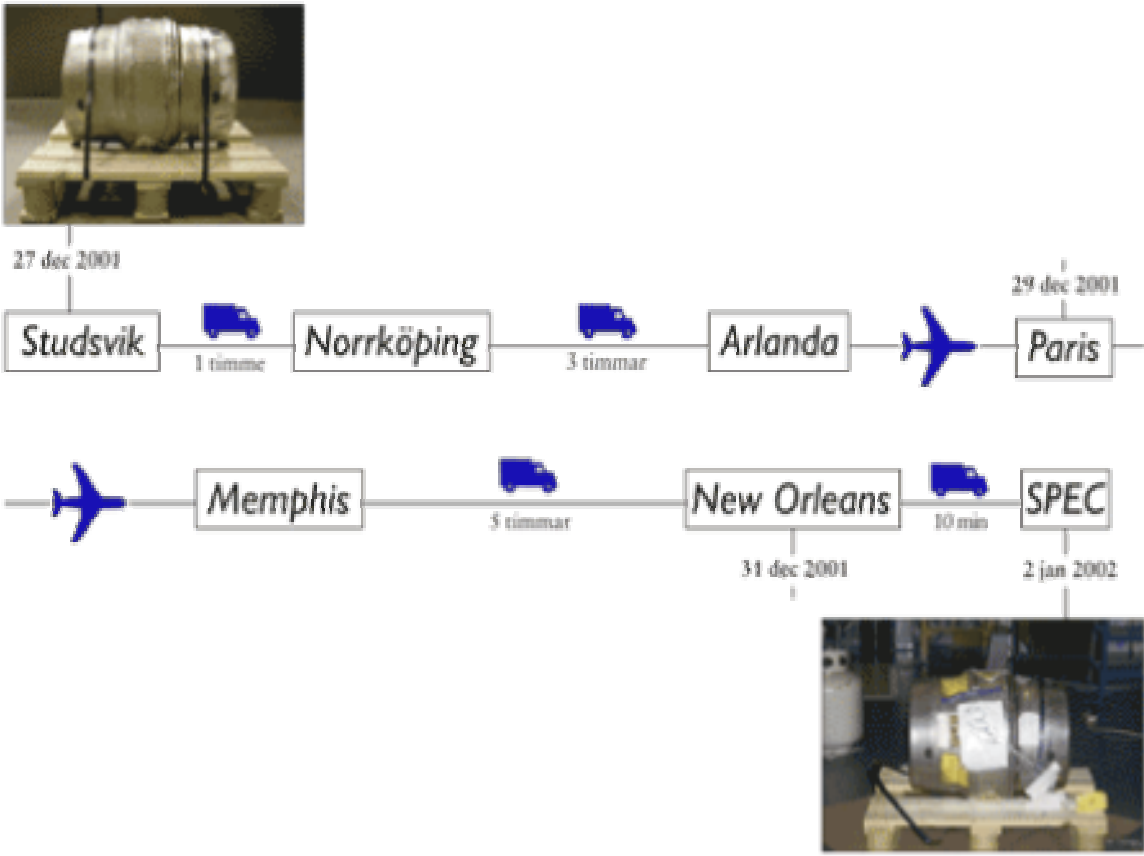 27 dec 2001
29 dec 2001
Studsvik
Norrköping
Arlanda
Paris
1 timme
3 timmar
Memphis
New Orleans
SPEC
5 timmar
10 min
31 dec 2001
2 jan 2002